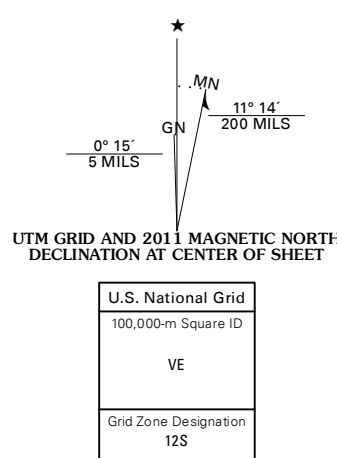 ★
MN
11° 14´
200 MILS
GN
0° 15´
5 MILS
UTM GRID AND 2011 MAGNETIC NORTH
DECLINATION AT CENTER OF SHEET
U.S. National Grid
100,000-m Square ID
VE
Grid Zone Designation
12S